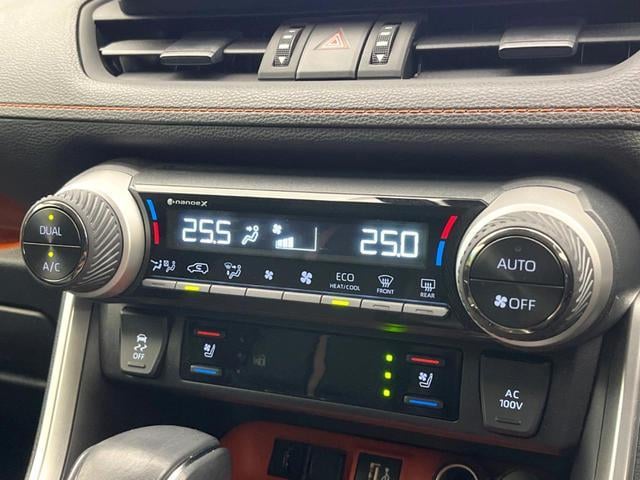 nanoeX
DUAL
A/C
25.5
25.0
AUTO
OFF
ECO
HEAT/COOL
FRONT
REAR
OFF
AC
100V